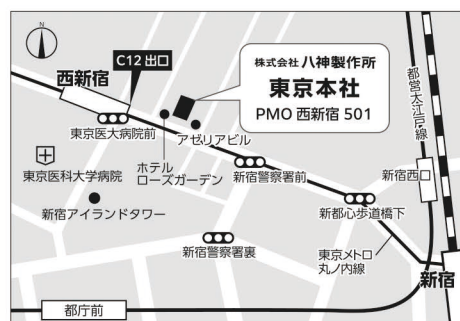 N
C12 出口
西新宿
株式会社 八神製作所
東京本社
PMO 西新宿 501
都営大江戸線
東京医大病院前
アゼリアビル
ホテル
ローズガーデン
東京医科大学病院
新宿警察署前
新宿西口
新宿アイランドタワー
新都心歩道橋下
新宿警察署裏
東京メトロ
丸ノ内線
新宿
都庁前